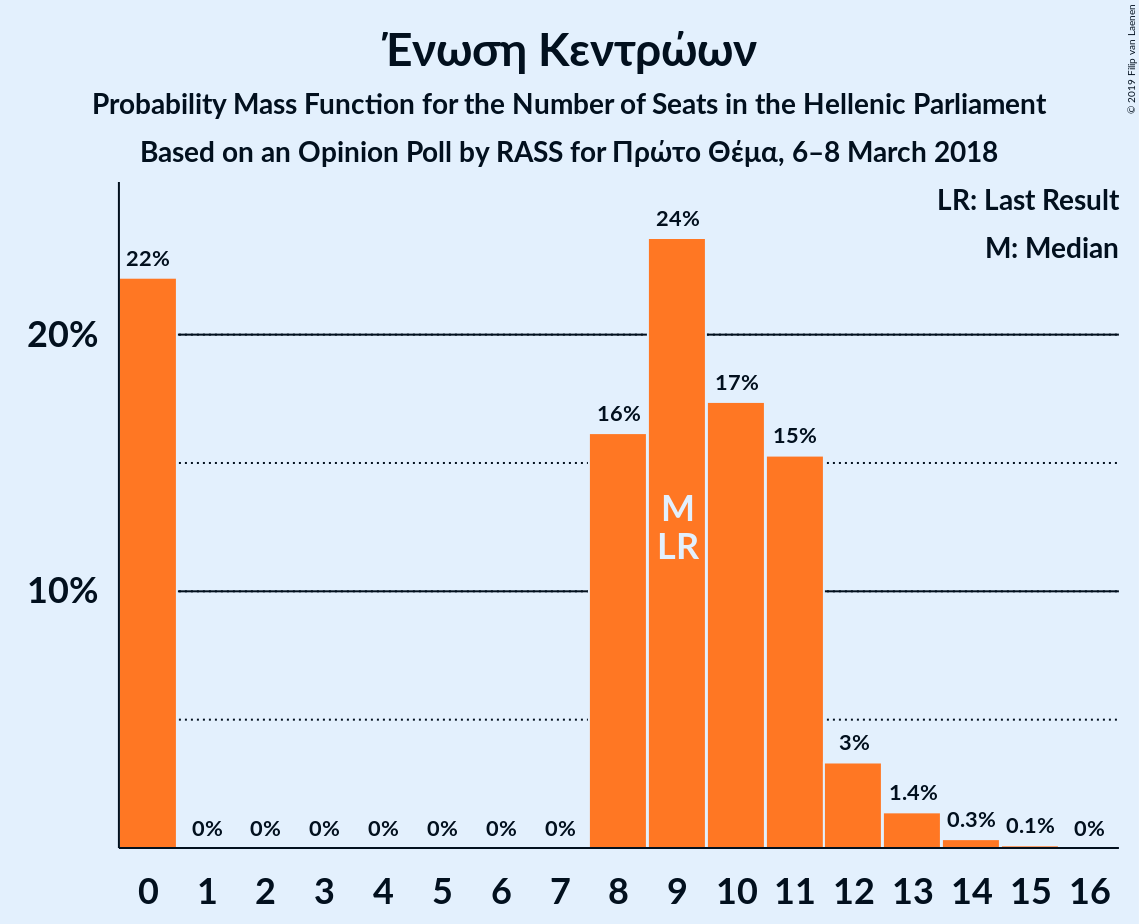 Ένωση Κεντρώων
Probability Mass Function for the Number of Seats in the Hellenic Parliament
Based on an Opinion Poll by RASS for Πρώτο Θέμα, 6–8 March 2018
© 2019 Filip van Laenen
LR: Last Result
M: Median
20%
10%
22% 0% 0% 0% 0% 0% 0% 0% 16% 24% 17% 15% 3% 1.4% 0.3% 0.1% 0%
M
LR
0 1 2 3 4 5 6 7 8 9 10 11 12 13 14 15 16